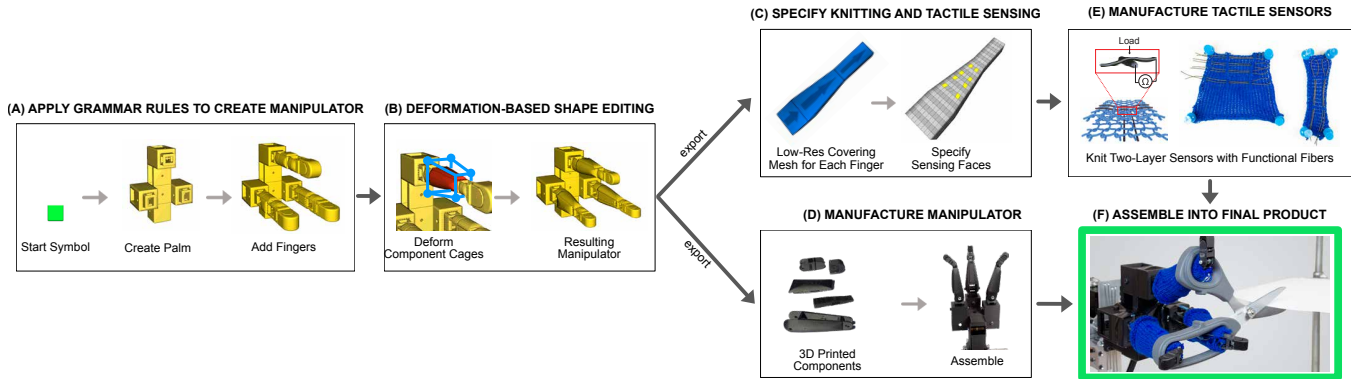 (A) APPLY GRAMMAR RULES TO CREATE MANIPULATOR
Start Symbol
Create Palm
Add Fingers
(B) DEFORMATION-BASED SHAPE EDITING
Deform
Component Cages
Resulting
Manipulator
export
export
(C) SPECIFY KNITTING AND TACTILE SENSING
Low-Res Covering
Mesh for Each Finger
Specify
Sensing Faces
(D) MANUFACTURE MANIPULATOR
3D Printed
Components
Assemble
(E) MANUFACTURE TACTILE SENSORS
Load
Ω
Knit Two-Layer Sensors with Functional Fibers
(F) ASSEMBLE INTO FINAL PRODUCT